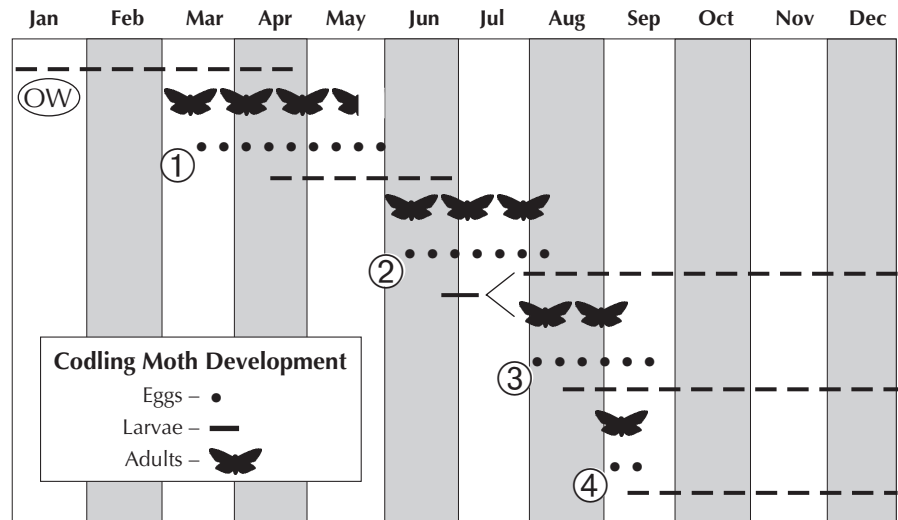 Jan Feb Mar Apr May Jun Jul Aug Sep Oct Nov Dec
OW
1
2
3
4
Codling Moth Development
Eggs –
Larvae –
Adults –